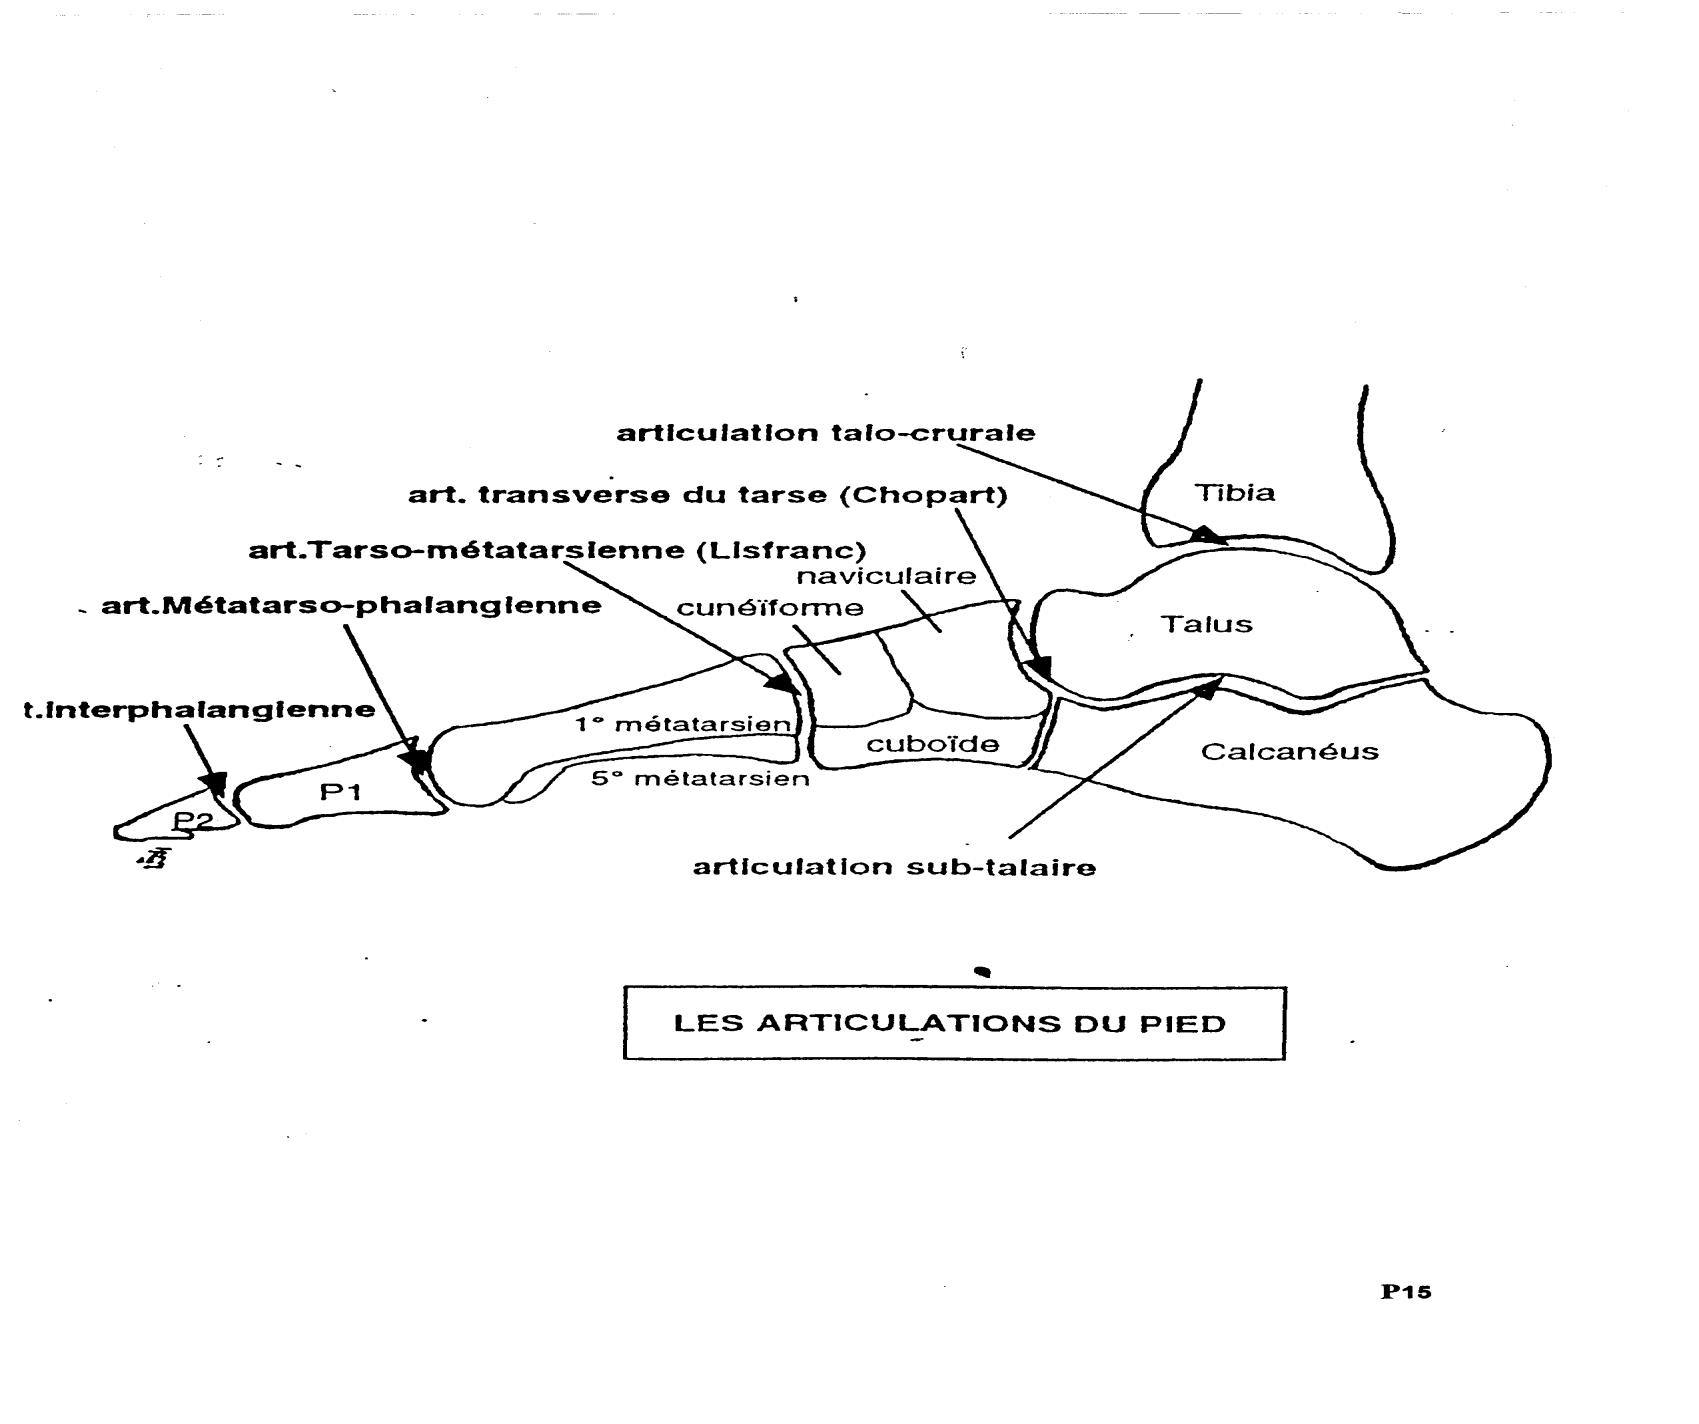 articulation talo-crurale
Tibia
art. transverse du tarse (Chopart)
art.Tarso-métatarsienne (Lisfranc)
naviculaire
art.Métatarso-phalangienne
cunéïforme
Talus
t.interphalangienne
1° métatarsien
cuboïde
Calcanéus
5° métatarsien
P1
P2
articulation sub-talaire
LES ARTICULATIONS DU PIED
P15